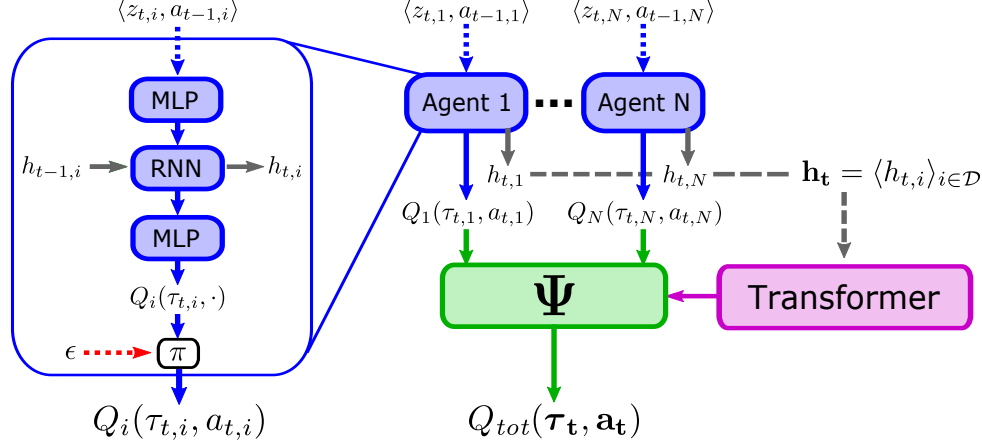 ⟨z_{t,i}, a_{t−1,i}⟩
MLP
h_{t−1,i}
RNN
h_{t,i}
MLP
Q_i(τ_{t,i}, ·)
ϵ
π
Q_i(τ_{t,i}, a_{t,i})
⟨z_{t,1}, a_{t−1,1}⟩
⟨z_{t,N}, a_{t−1,N}⟩
Agent 1
...
Agent N
h_{t,1}
h_{t,N}
𝐡_𝐭 = ⟨h_{t,i}⟩_{i∈𝒟}
Q_1(τ_{t,1}, a_{t,1})
Q_N(τ_{t,N}, a_{t,N})
Ψ
Transformer
Q_{tot}(𝝉_𝐭, 𝐚_𝐭)